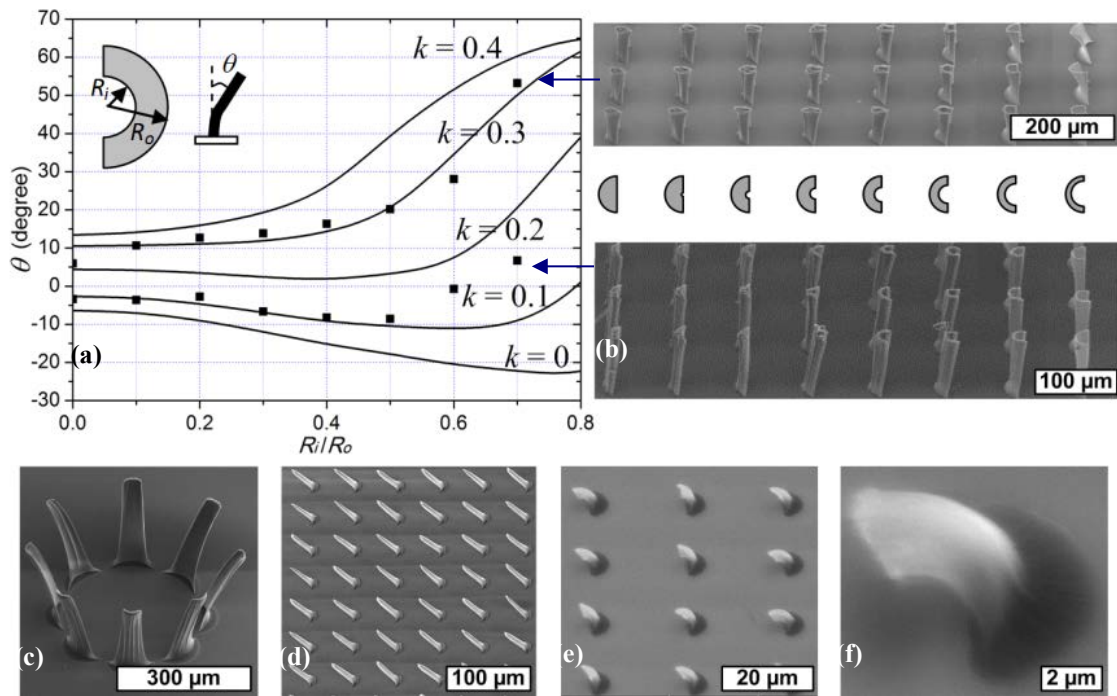 70
60
50
40
30
20
10
0
-10
-20
-30
θ (degree)
0.0 0.2 0.4 0.6 0.8
Ri/Ro
Ri
Ro
θ
k = 0.4
k = 0.3
k = 0.2
k = 0.1
k = 0
(a)
200 μm
(b)
100 μm
(c)
300 μm
(d)
100 μm
(e)
20 μm
(f)
2 μm